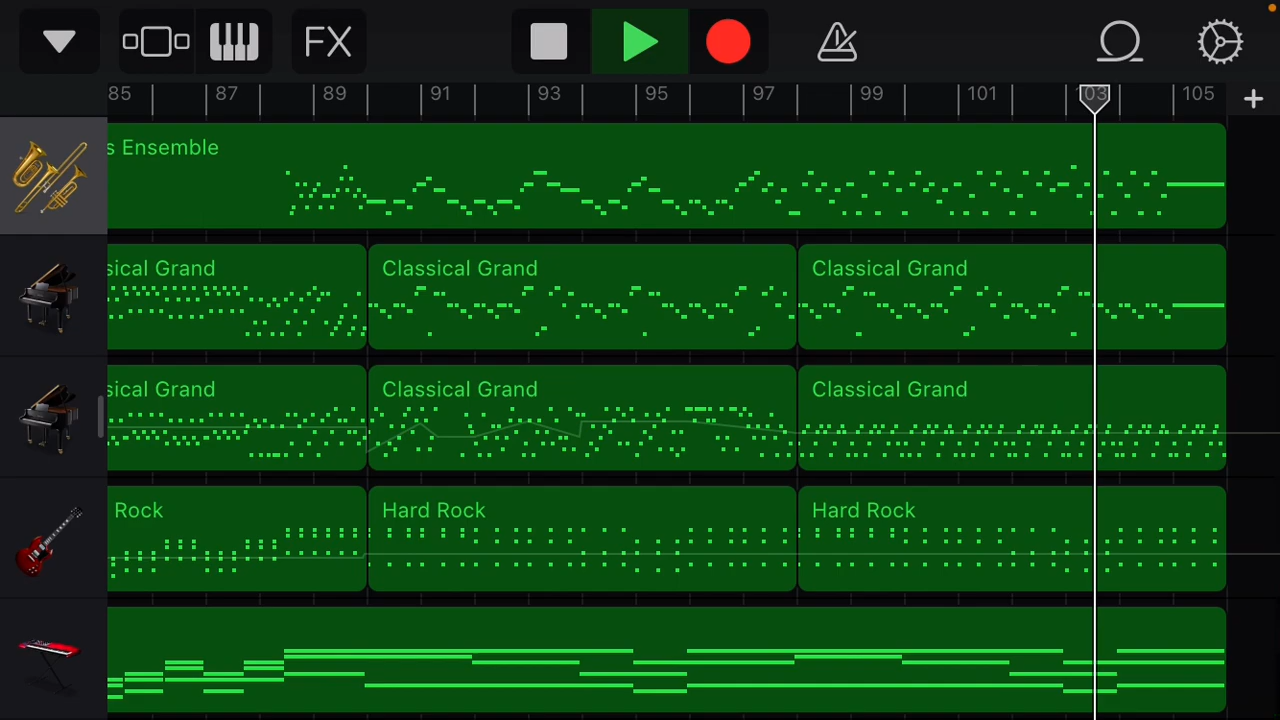 FX
85 87 89 91 93 95 97 99 101 103 105 +
s Ensemble
sical Grand Classical Grand Classical Grand
sical Grand Classical Grand Classical Grand
Rock Hard Rock Hard Rock